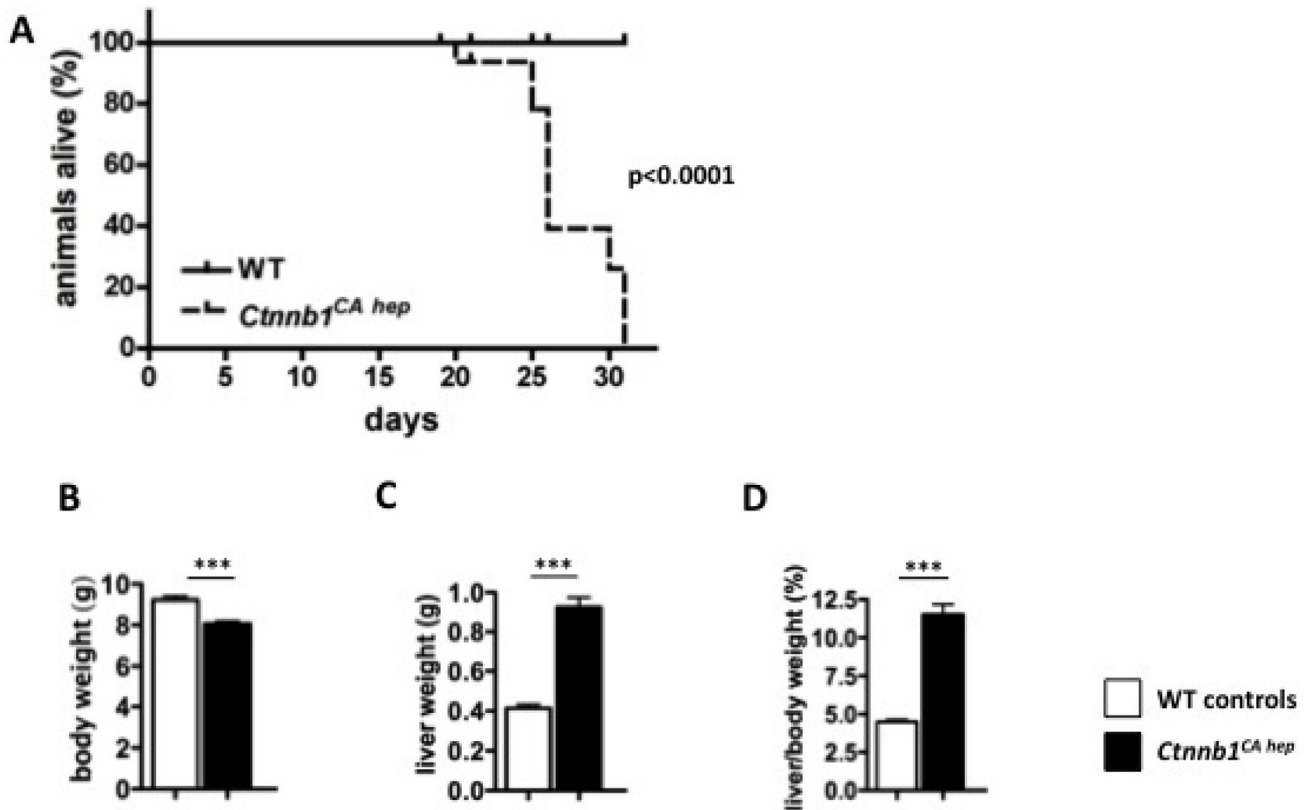 A
animals alive (%)
100
80
60
40
20
0
p<0.0001
WT
Ctnnb1CA hep
0 5 10 15 20 25 30
days
B
body weight (g)
10
8
6
4
2
0
***
C
liver weight (g)
1.0
0.8
0.6
0.4
0.2
0.0
***
D
liver/body weight (%)
12.5
10.0
7.5
5.0
2.5
0.0
***
WT controls
Ctnnb1CA hep